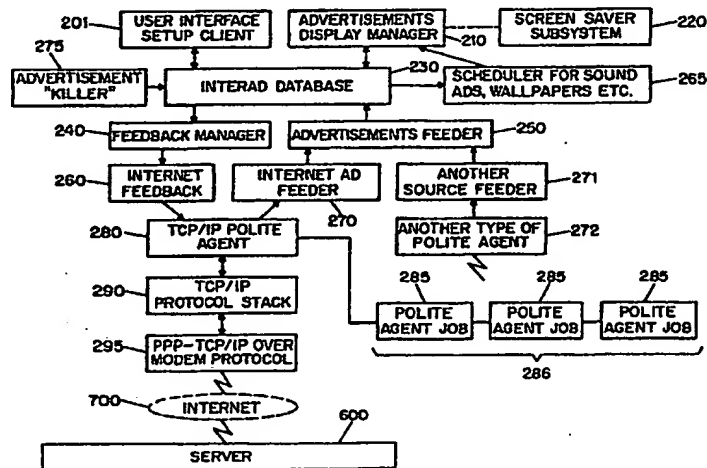 201
USER INTERFACE
SETUP CLIENT
ADVERTISEMENTS
DISPLAY MANAGER
210
SCREEN SAVER
SUBSYSTEM
220
275
ADVERTISEMENT
"KILLER"
INTERAD DATABASE
230
SCHEDULER FOR SOUND
ADS, WALLPAPERS ETC.
265
240
FEEDBACK MANAGER
ADVERTISEMENTS FEEDER
250
260
INTERNET
FEEDBACK
INTERNET AD
FEEDER
270
ANOTHER
SOURCE FEEDER
271
280
TCP/IP POLITE
AGENT
ANOTHER TYPE OF
POLITE AGENT
272
290
TCP/IP
PROTOCOL STACK
285
285
285
POLITE
AGENT JOB
POLITE
AGENT JOB
POLITE
AGENT JOB
286
295
PPP-TCP/IP OVER
MODEM PROTOCOL
700
INTERNET
600
SERVER